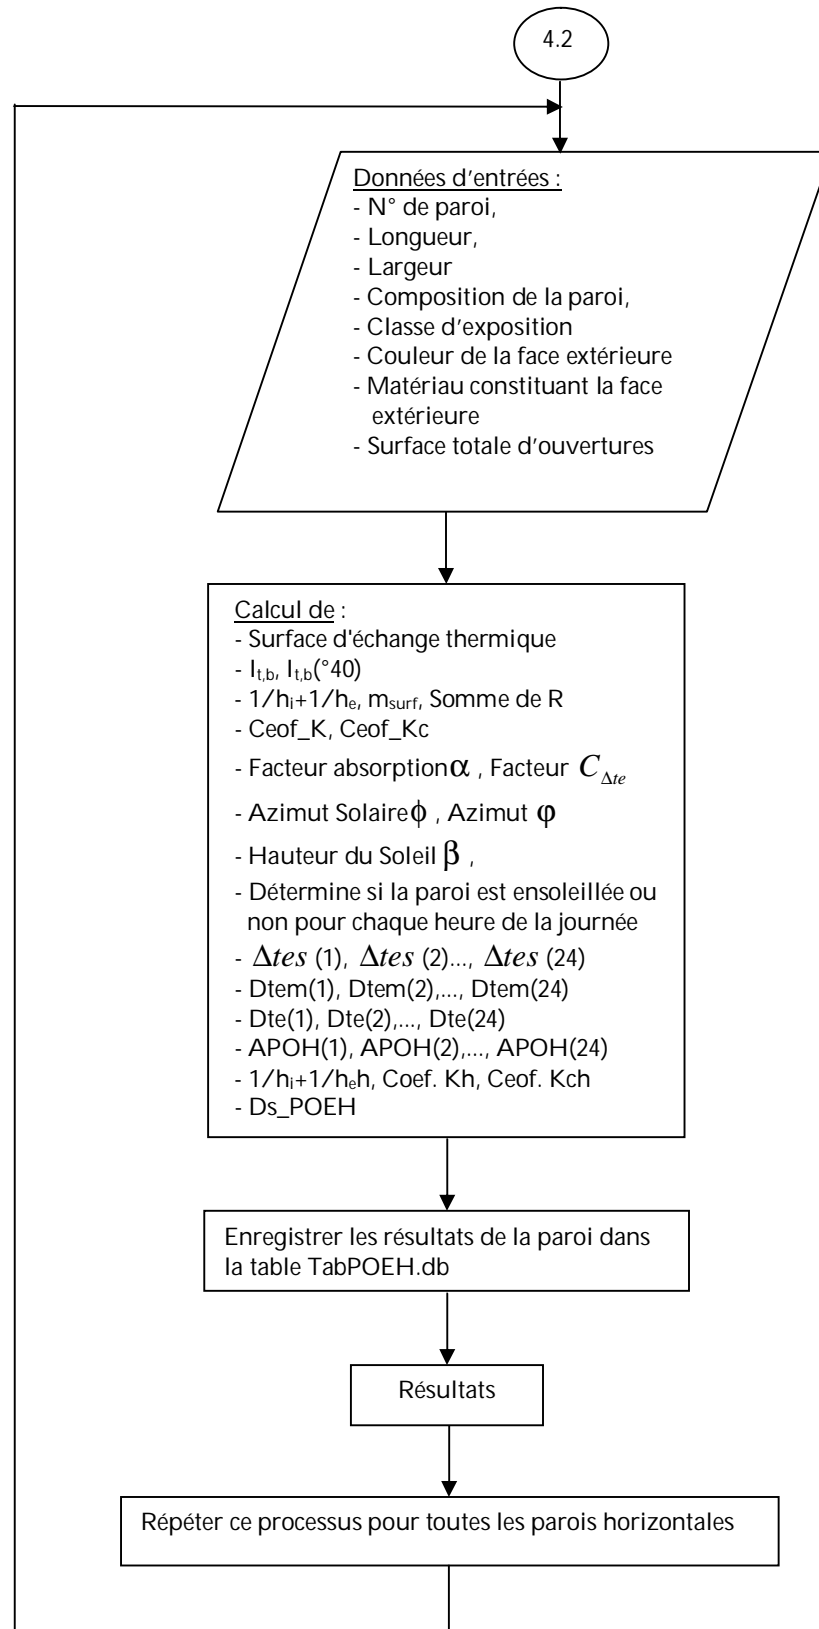 4.2
Données d'entrées :
- N° de paroi,
- Longueur,
- Largeur
- Composition de la paroi,
- Classe d'exposition
- Couleur de la face extérieure
- Matériau constituant la face
extérieure
- Surface totale d'ouvertures
Calcul de :
- Surface d'échange thermique
- It,b, It,b(°40)
- 1/hi+1/he, msurf, Somme de R
- Ceof_K, Ceof_Kc
- Facteur absorptionα , Facteur CΔte
- Azimut Solaireϕ , Azimut φ
- Hauteur du Soleil β ,
- Détermine si la paroi est ensoleillée ou
non pour chaque heure de la journée
- Δtes (1), Δtes (2)..., Δtes (24)
- Dtem(1), Dtem(2),..., Dtem(24)
- Dte(1), Dte(2),..., Dte(24)
- APOH(1), APOH(2),..., APOH(24)
- 1/hi+1/heh, Coef. Kh, Ceof. Kch
- Ds_POEH
Enregistrer les résultats de la paroi dans
la table TabPOEH.db
Résultats
Répéter ce processus pour toutes les parois horizontales